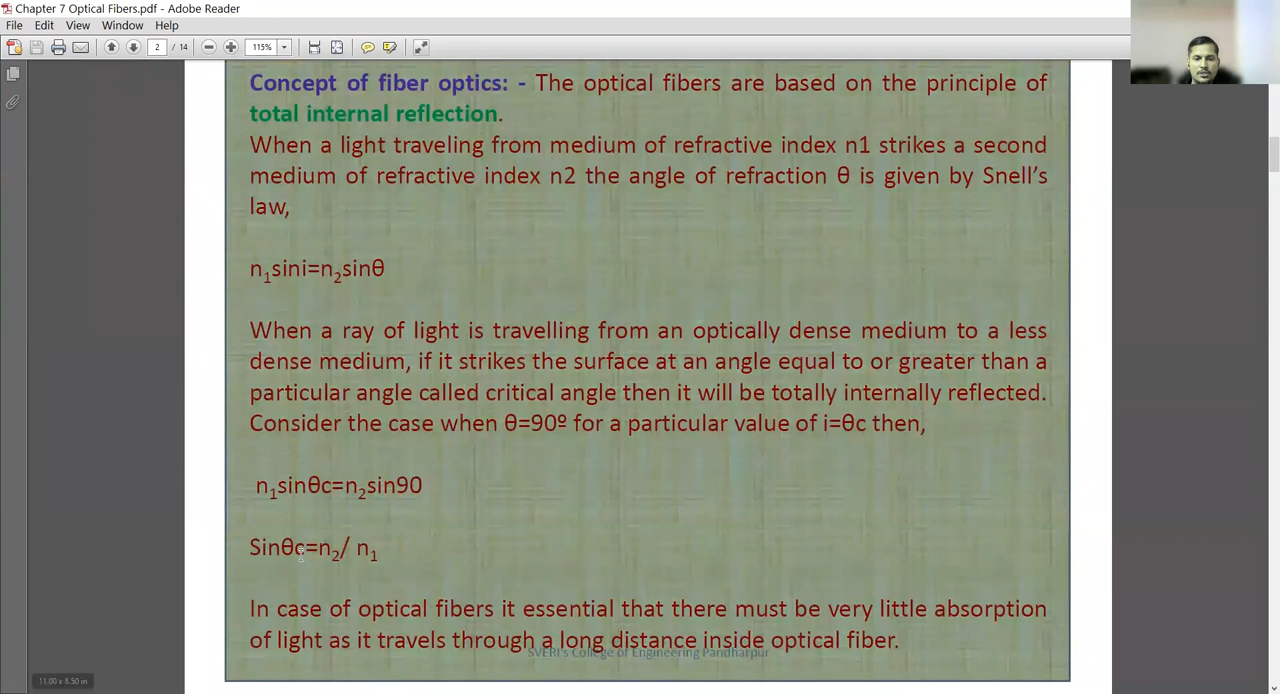 Chapter 7 Optical Fibers.pdf - Adobe Reader
File Edit View Window Help
2 / 14 115%
Concept of fiber optics: - The optical fibers are based on the principle of
total internal reflection.
When a light traveling from medium of refractive index n1 strikes a second
medium of refractive index n2 the angle of refraction θ is given by Snell’s
law,
n₁sini=n₂sinθ
When a ray of light is travelling from an optically dense medium to a less
dense medium, if it strikes the surface at an angle equal to or greater than a
particular angle called critical angle then it will be totally internally reflected.
Consider the case when θ=90º for a particular value of i=θc then,
n₁sinθc=n₂sin90
Sinθc=n₂/ n₁
In case of optical fibers it essential that there must be very little absorption
of light as it travels through a long distance inside optical fiber.
SVERI's College of Engineering Pandharpur
11.00 x 8.50 in